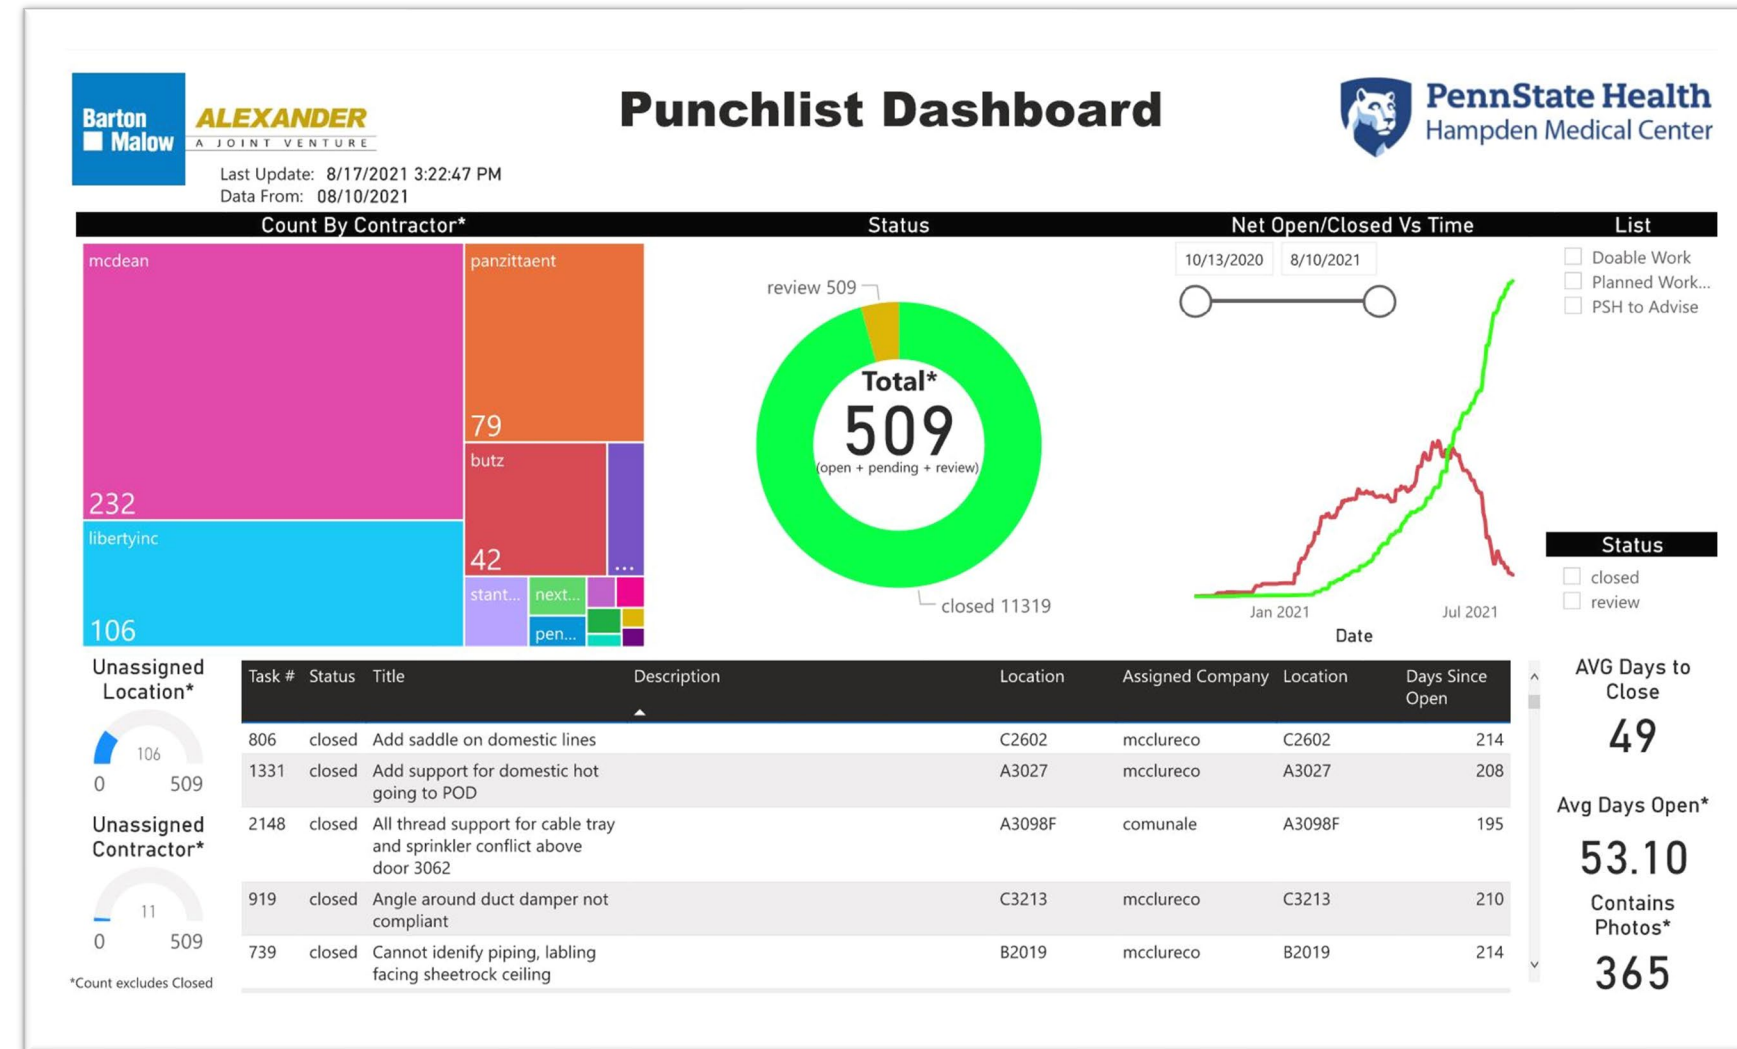 Barton
Malow
ALEXANDER
A JOINT VENTURE
Punchlist Dashboard
PennState Health
Hampden Medical Center
Last Update: 8/17/2021 3:22:47 PM
Data From: 08/10/2021
Count By Contractor*
mcdean
232
libertyinc
106
panzittaent
79
butz
42
...
stant...
next...
pen...
Status
review 509
Total*
509
(open + pending + review)
closed 11319
Net Open/Closed Vs Time
10/13/2020 8/10/2021
Jan 2021 Jul 2021
Date
List
Doable Work
Planned Work...
PSH to Advise
Status
closed
review
Unassigned
Location*
106
0 509
Unassigned
Contractor*
11
0 509
*Count excludes Closed
Task # Status Title Description Location Assigned Company Location Days Since
Open
806 closed Add saddle on domestic lines C2602 mcclureco C2602 214
1331 closed Add support for domestic hot A3027 mcclureco A3027 208
going to POD
2148 closed All thread support for cable tray A3098F comunale A3098F 195
and sprinkler conflict above
door 3062
919 closed Angle around duct damper not C3213 mcclureco C3213 210
compliant
739 closed Cannot idenify piping, labling B2019 mcclureco B2019 214
facing sheetrock ceiling
AVG Days to
Close
49
Avg Days Open*
53.10
Contains
Photos*
365